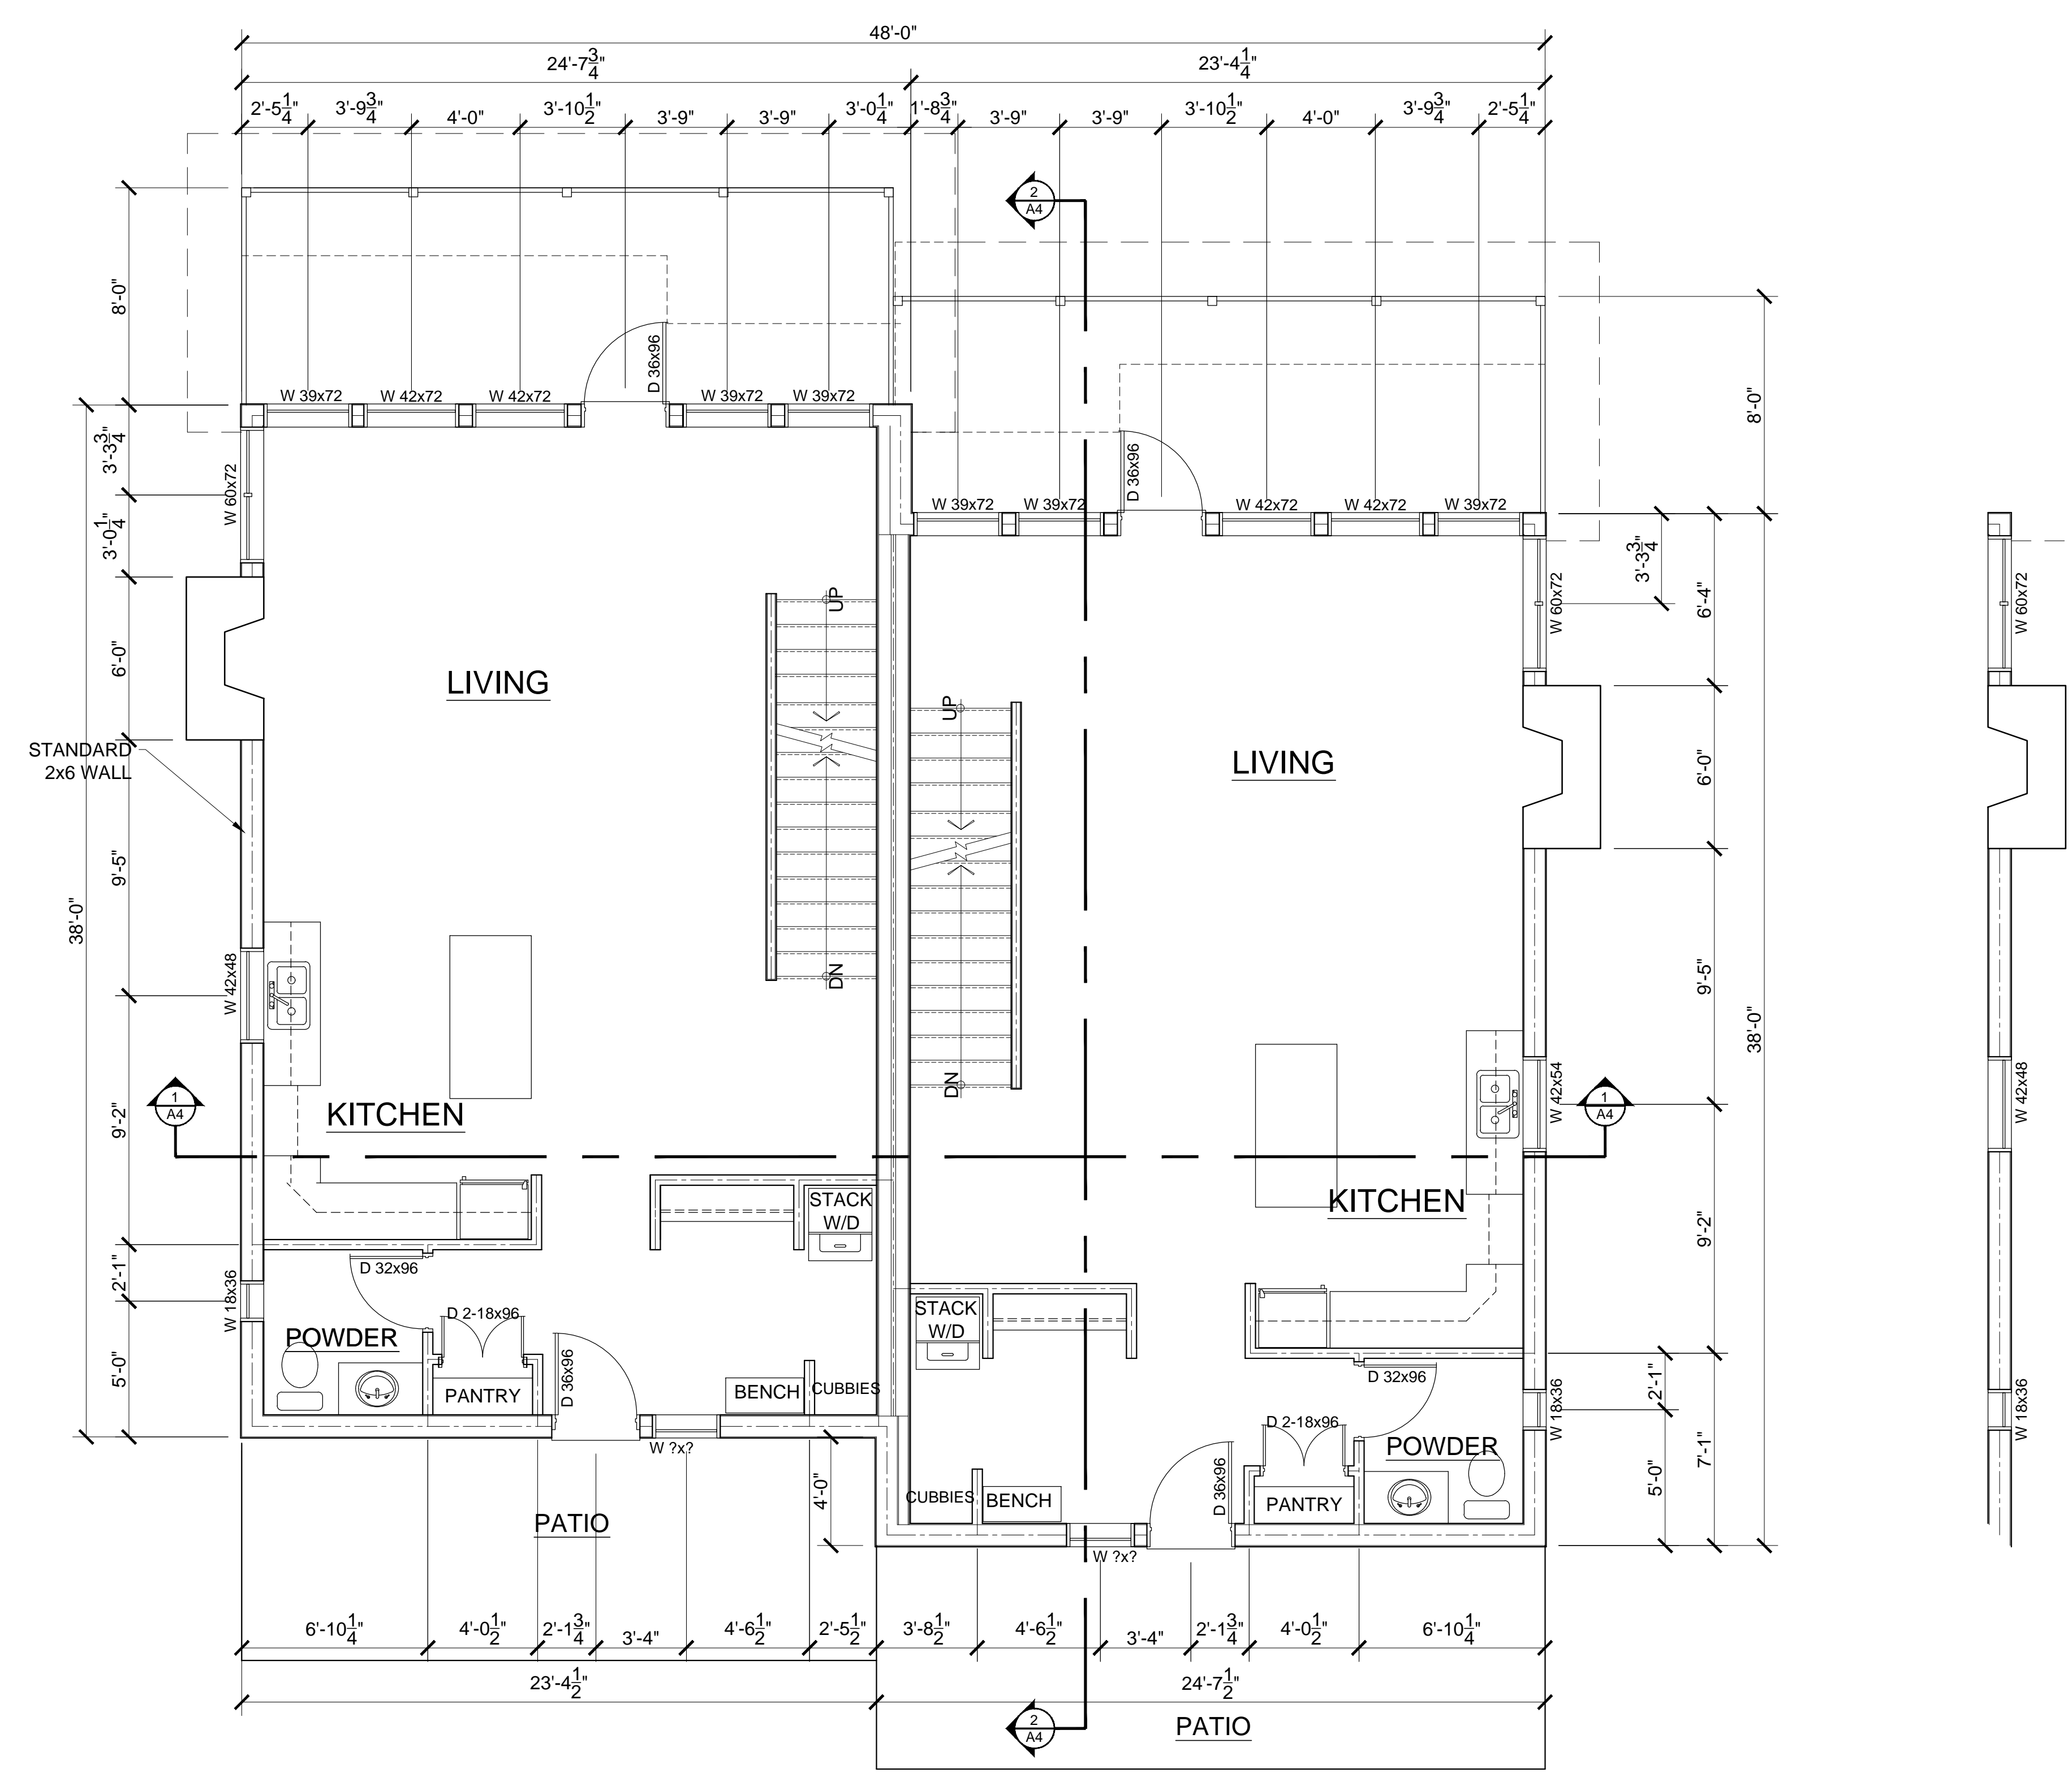 48'-0"
24'-7 3/4"
23'-4 1/4"
2'-5 1/4"
3'-9 3/4"
4'-0"
3'-10 1/2"
3'-9"
3'-9"
3'-0 1/4"
1'-8 3/4"
3'-9"
3'-9"
3'-10 1/2"
4'-0"
3'-9 3/4"
2'-5 1/4"
2
A4
8'-0"
8'-0"
D 36x96
W 39x72
W 42x72
W 42x72
W 39x72
W 39x72
D 36x96
W 39x72
W 39x72
W 42x72
W 42x72
W 39x72
3'-3 3/4"
W 60x72
3'-0 1/4"
3'-3 3/4"
W 60x72
6'-4"
W 60x72
UP
6'-0"
LIVING
UP
LIVING
6'-0"
STANDARD
2x6 WALL
9'-5"
38'-0"
W 42x48
DN
9'-5"
38'-0"
DN
W 42x54
W 42x48
1
A4
9'-2"
KITCHEN
1
A4
STACK
W/D
KITCHEN
9'-2"
2'-1"
W 18x36
D 32x96
D 2-18x96
POWDER
STACK
W/D
5'-0"
D 36x96
PANTRY
BENCH
CUBBIES
D 32x96
2'-1"
W 18x36
W 18x36
D 2-18x96
POWDER
W ?x?
4'-0"
CUBBIES
BENCH
D 36x96
PANTRY
5'-0"
7'-1"
PATIO
W ?x?
6'-10 1/4"
4'-0 1/2"
2'-1 3/4"
3'-4"
4'-6 1/2"
2'-5 1/2"
3'-8 1/2"
4'-6 1/2"
3'-4"
2'-1 3/4"
4'-0 1/2"
6'-10 1/4"
23'-4 1/2"
24'-7 1/2"
2
A4
PATIO